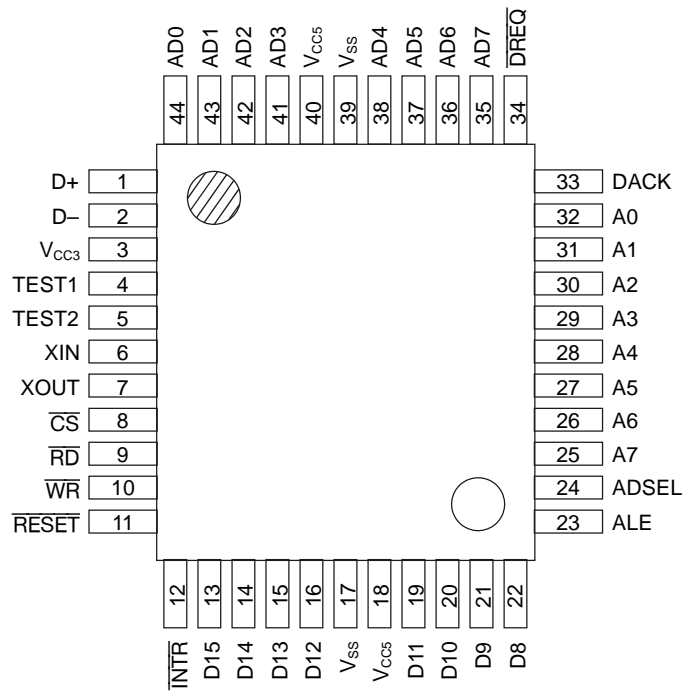 AD0 AD1 AD2 AD3 VCC5 VSS AD4 AD5 AD6 AD7 DREQ
44 43 42 41 40 39 38 37 36 35 34
D+ 1 33 DACK
D– 2 32 A0
VCC3 3 31 A1
TEST1 4 30 A2
TEST2 5 29 A3
XIN 6 28 A4
XOUT 7 27 A5
CS 8 26 A6
RD 9 25 A7
WR 10 24 ADSEL
RESET 11 23 ALE
12 13 14 15 16 17 18 19 20 21 22
INTR D15 D14 D13 D12 VSS VCC5 D11 D10 D9 D8